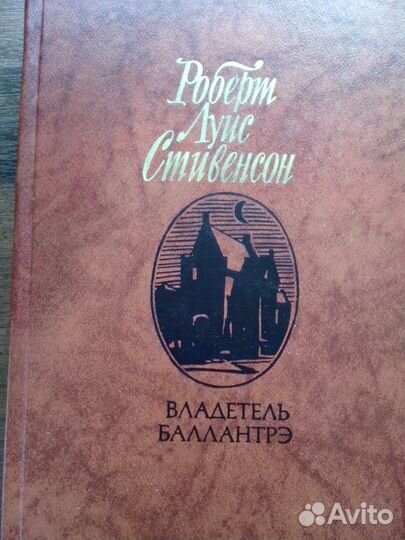 Роберт
Луис
Стивенсон
ВЛАДЕТЕЛЬ
БАЛЛАНТРЭ
Avito